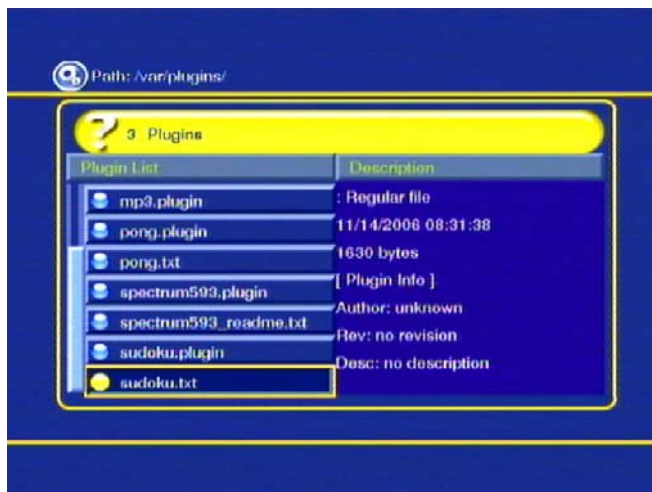 Path: /var/plugins/
3 Plugins
Plugin List
Description
mp3.plugin
pong.plugin
pong.txt
spectrum593.plugin
spectrum593_readme.txt
sudoku.plugin
sudoku.txt
: Regular file
11/14/2006 08:31:38
1630 bytes
[ Plugin Info ]
Author: unknown
Rev: no revision
Desc: no description